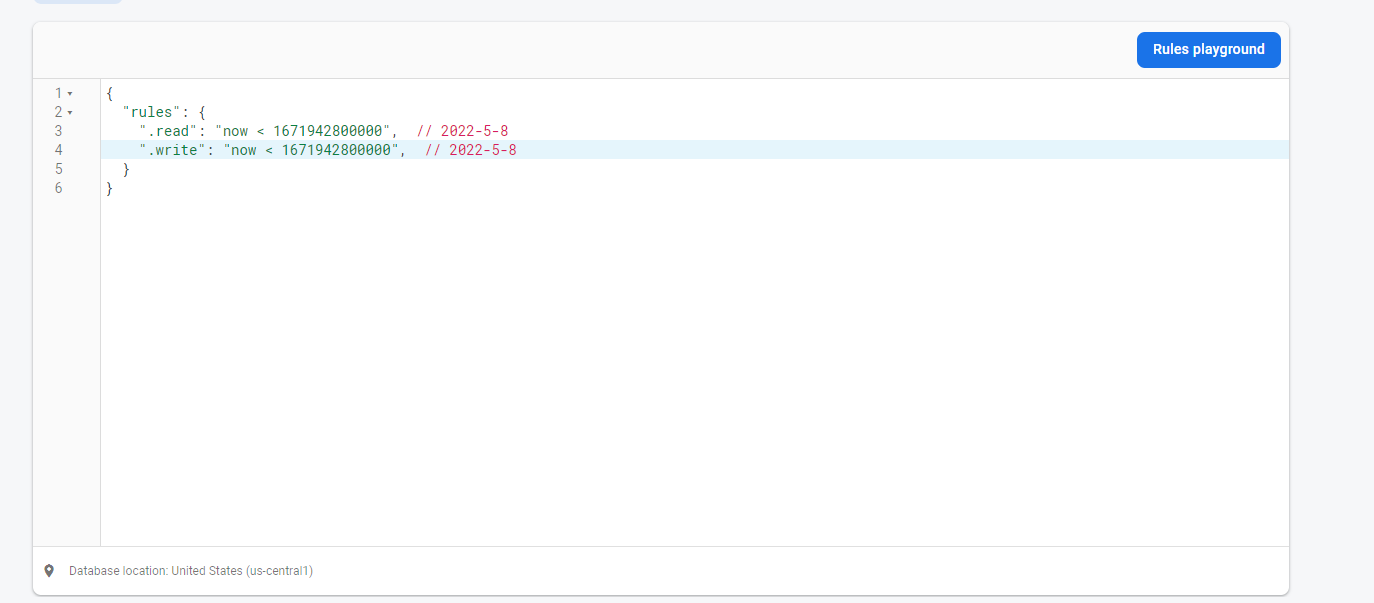 Rules playground
1 {
2 "rules": {
3 ".read": "now < 1671942800000", // 2022-5-8
4 ".write": "now < 1671942800000", // 2022-5-8
5 }
6 }
Database location: United States (us-central1)